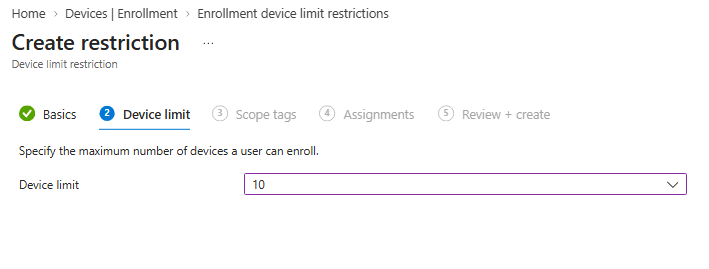 Home > Devices | Enrollment > Enrollment device limit restrictions
Create restriction ...
Device limit restriction
Basics 2 Device limit 3 Scope tags 4 Assignments 5 Review + create
Specify the maximum number of devices a user can enroll.
Device limit 10